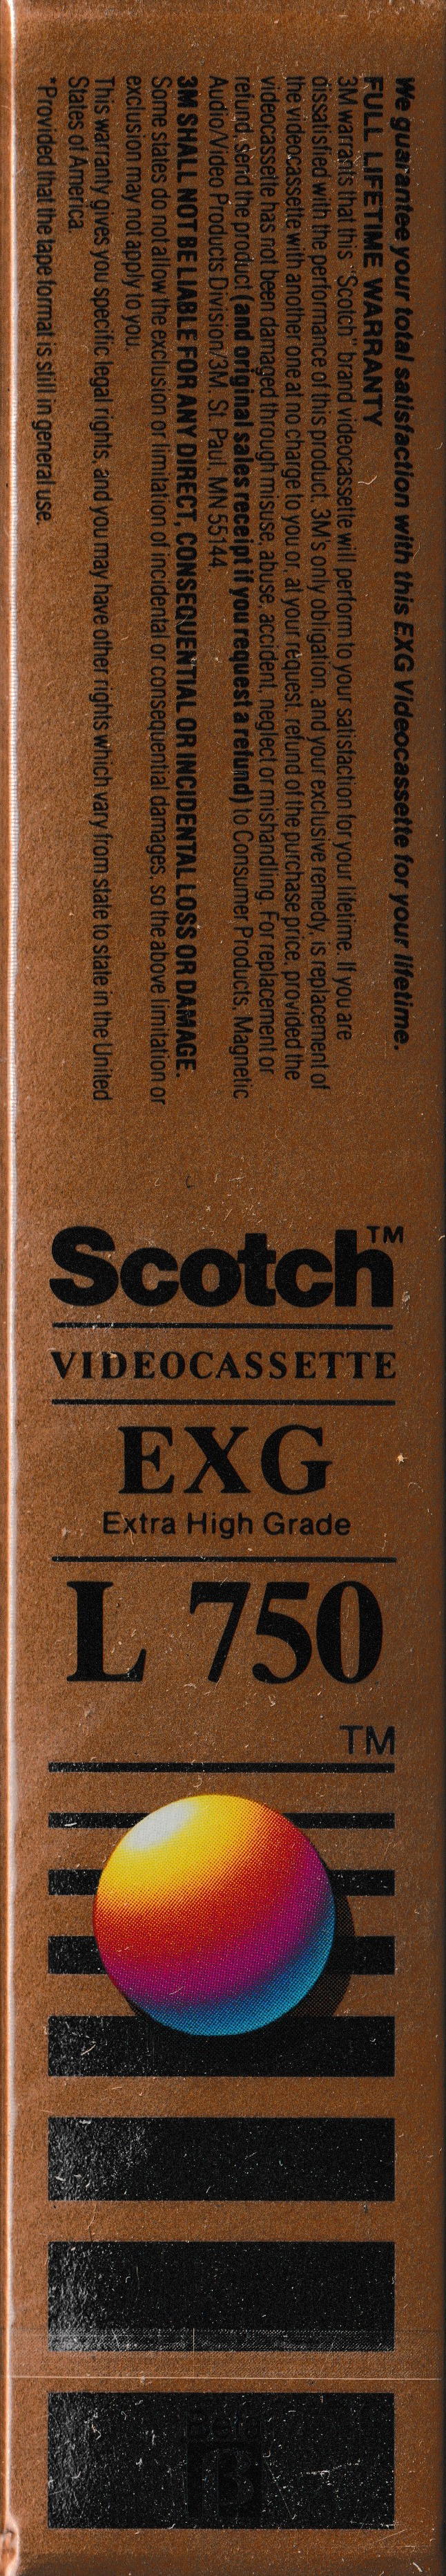 We guarantee your total satisfaction with this EXG Videocassette for your lifetime.
FULL LIFETIME WARRANTY
3M warrants that this "Scotch" brand videocassette will perform to your satisfaction for your lifetime. If you are
dissatisfied with the performance of this product, 3M's only obligation, and your exclusive remedy, is replacement of
the videocassette with another one at no charge to you or, at your request, refund of the purchase price, provided the
videocassette has not been damaged through misuse, abuse, accident, neglect or mishandling. For replacement or
refund, send the product (and original sales receipt if you request a refund) to Consumer Products, Magnetic
Audio/Video Products Division/3M, St. Paul, MN 55144.
3M SHALL NOT BE LIABLE FOR ANY DIRECT, CONSEQUENTIAL OR INCIDENTAL LOSS OR DAMAGE.
Some states do not allow the exclusion or limitation of incidental or consequential damages, so the above limitation or
exclusion may not apply to you.
This warranty gives you specific legal rights, and you may have other rights which vary from state to state in the United
States of America.
*Provided that the tape format is still in general use.
Scotch™
VIDEOCASSETTE
EXG
Extra High Grade
L 750
TM
Beta
B